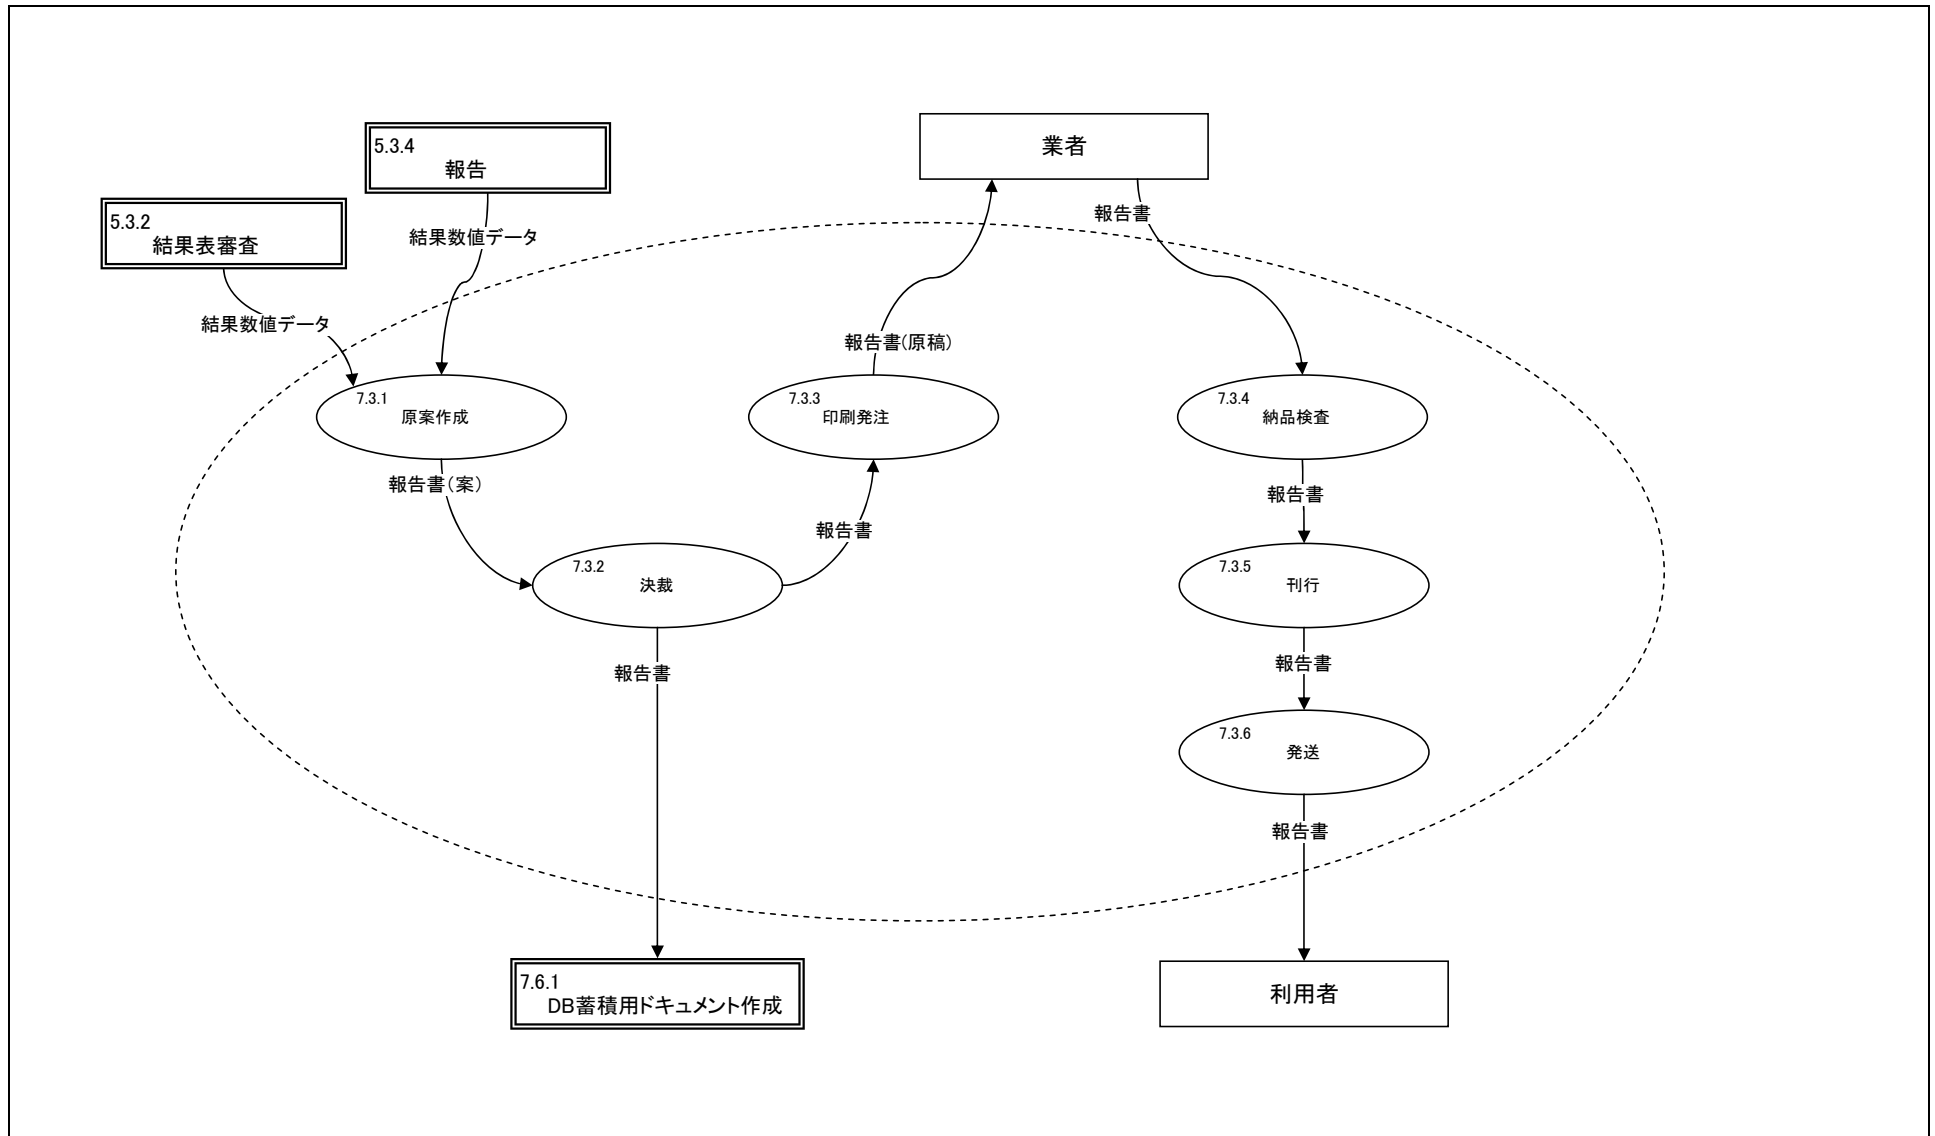 5.3.4
報告
業者
5.3.2
結果表審査
報告書
結果数値データ
結果数値データ
報告書(原稿)
7.3.1
原案作成
7.3.3
印刷発注
7.3.4
納品検査
報告書(案)
報告書
報告書
7.3.2
決裁
7.3.5
刊行
報告書
報告書
7.3.6
発送
報告書
7.6.1
DB蓄積用ドキュメント作成
利用者